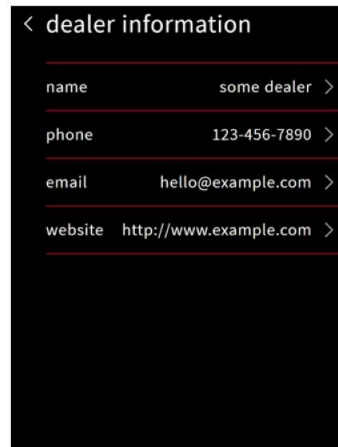 dealer information
name some dealer
phone 123-456-7890
email hello@example.com
website http://www.example.com